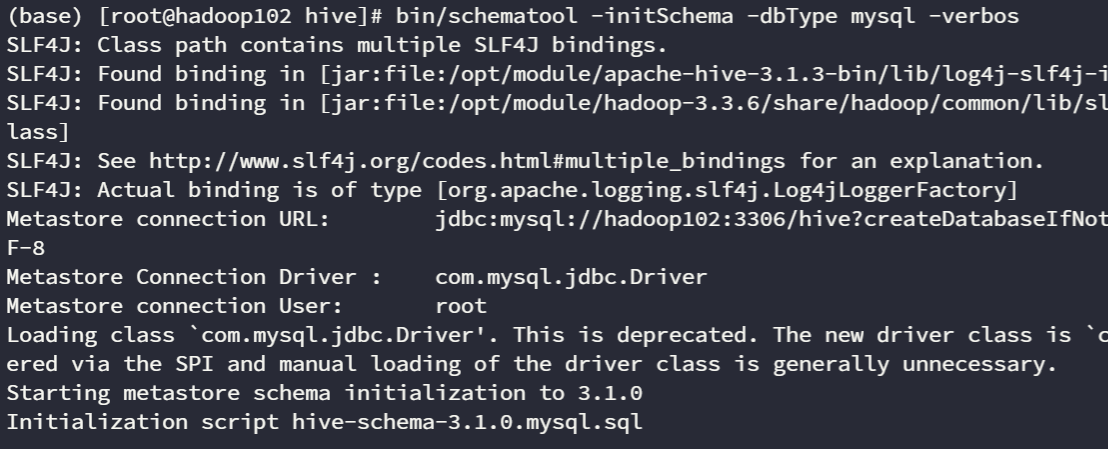 (base) [root@hadoop102 hive]# bin/schematool -initSchema -dbType mysql -verbos
SLF4J: Class path contains multiple SLF4J bindings.
SLF4J: Found binding in [jar:file:/opt/module/apache-hive-3.1.3-bin/lib/log4j-slf4j-i
SLF4J: Found binding in [jar:file:/opt/module/hadoop-3.3.6/share/hadoop/common/lib/sl
lass]
SLF4J: See http://www.slf4j.org/codes.html#multiple_bindings for an explanation.
SLF4J: Actual binding is of type [org.apache.logging.slf4j.Log4jLoggerFactory]
Metastore connection URL:        jdbc:mysql://hadoop102:3306/hive?createDatabaseIfNot
F-8
Metastore Connection Driver :    com.mysql.jdbc.Driver
Metastore connection User:       root
Loading class `com.mysql.jdbc.Driver'. This is deprecated. The new driver class is `c
ered via the SPI and manual loading of the driver class is generally unnecessary.
Starting metastore schema initialization to 3.1.0
Initialization script hive-schema-3.1.0.mysql.sql